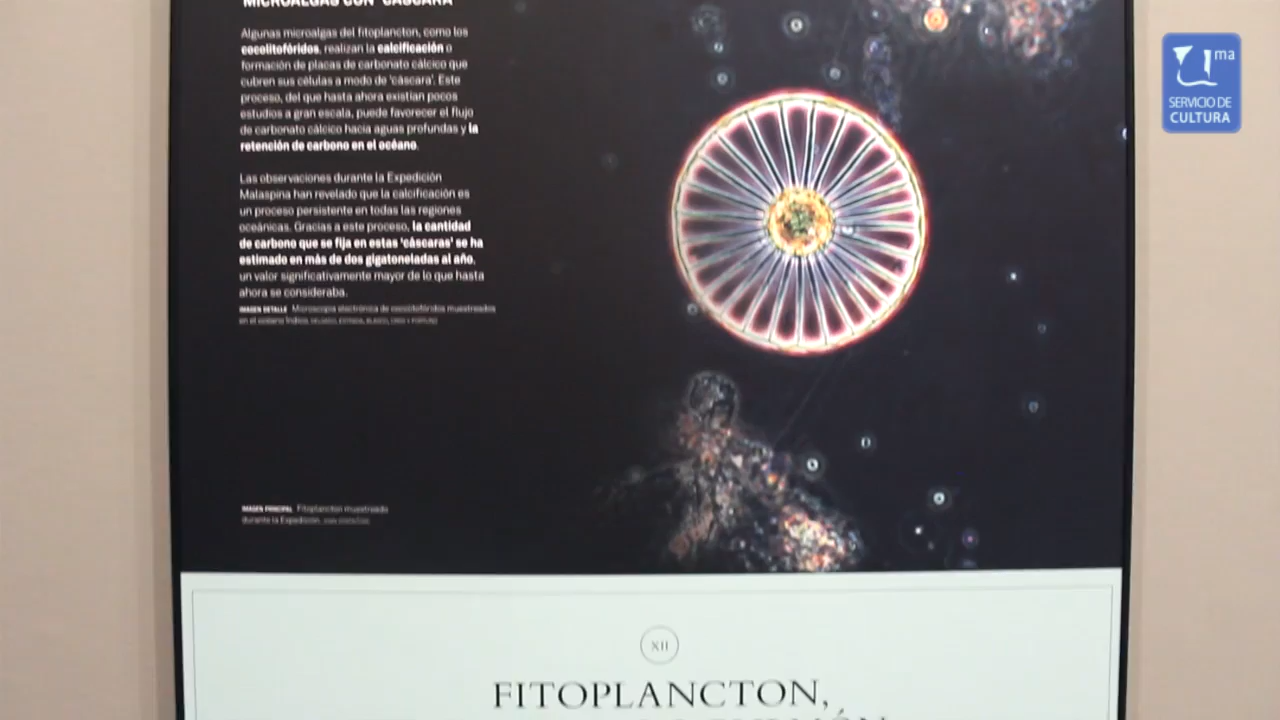 MICROALGAS CON 'CÁSCARA'
Algunas microalgas del fitoplancton, como los
cocolitofóridos, realizan la calcificación o
formación de placas de carbonato cálcico que
cubren sus células a modo de 'cáscara'. Este
proceso, del que hasta ahora existían pocos
estudios a gran escala, puede favorecer el flujo
de carbonato cálcico hacia aguas profundas y la
retención de carbono en el océano.
Las observaciones durante la Expedición
Malaspina han revelado que la calcificación es
un proceso persistente en todas las regiones
oceánicas. Gracias a este proceso, la cantidad
de carbono que se fija en estas 'cáscaras' se ha
estimado en más de dos gigatoneladas al año,
un valor significativamente mayor de lo que hasta
ahora se consideraba.
IMAGEN DETALLE Microscopía electrónica de cocolitofóridos muestreados
en el océano Índico
IMAGEN PRINCIPAL Fitoplancton muestreado
durante la Expedición.
XII
FITOPLANCTON,
uma
SERVICIO DE
CULTURA